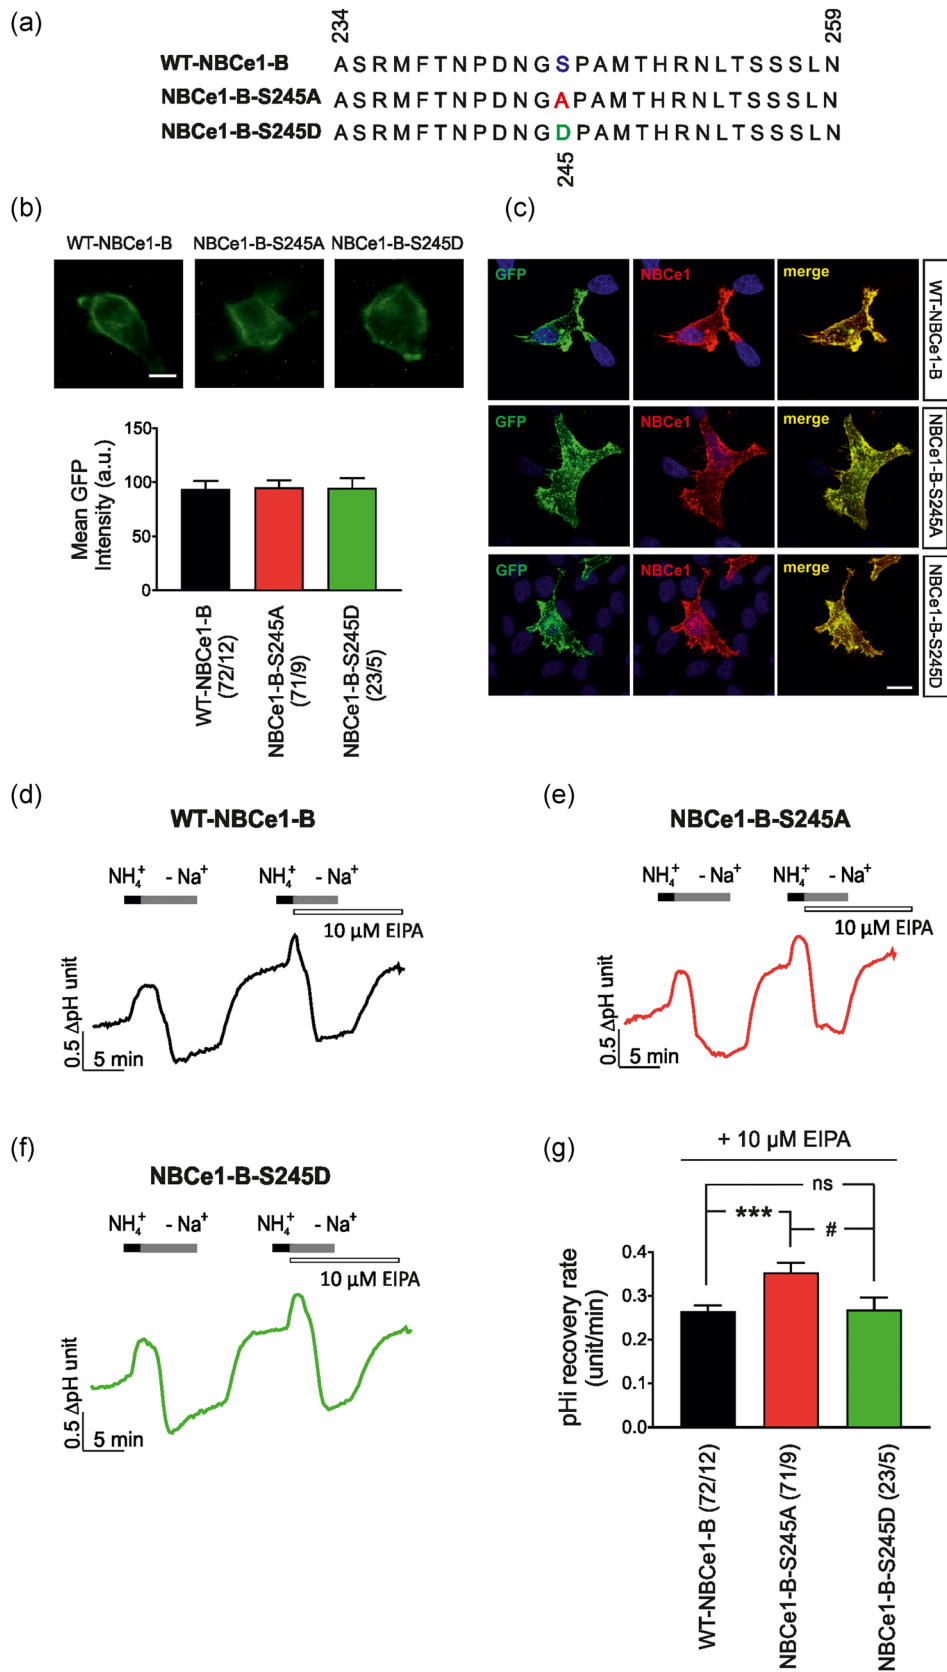 (a)
234
259
WT-NBCe1-B
A S R M F T N P D N G S P A M T H R N L T S S S L N
NBCe1-B-S245A
A S R M F T N P D N G A P A M T H R N L T S S S L N
NBCe1-B-S245D
A S R M F T N P D N G D P A M T H R N L T S S S L N
245
(b)
WT-NBCe1-B
NBCe1-B-S245A
NBCe1-B-S245D
Mean GFP
Intensity (a.u.)
150
100
50
0
WT-NBCe1-B
(72/12)
NBCe1-B-S245A
(71/9)
NBCe1-B-S245D
(23/5)
(c)
GFP
NBCe1
merge
WT-NBCe1-B
GFP
NBCe1
merge
NBCe1-B-S245A
GFP
NBCe1
merge
NBCe1-B-S245D
(d)
WT-NBCe1-B
NH4+
- Na+
NH4+
- Na+
10 µM EIPA
0.5 ΔpH unit
5 min
(e)
NBCe1-B-S245A
NH4+
- Na+
NH4+
- Na+
10 µM EIPA
0.5 ΔpH unit
5 min
(f)
NBCe1-B-S245D
NH4+
- Na+
NH4+
- Na+
10 µM EIPA
0.5 ΔpH unit
5 min
(g)
+ 10 µM EIPA
ns
***
#
pHi recovery rate
(unit/min)
0.4
0.3
0.2
0.1
0.0
WT-NBCe1-B (72/12)
NBCe1-B-S245A (71/9)
NBCe1-B-S245D (23/5)